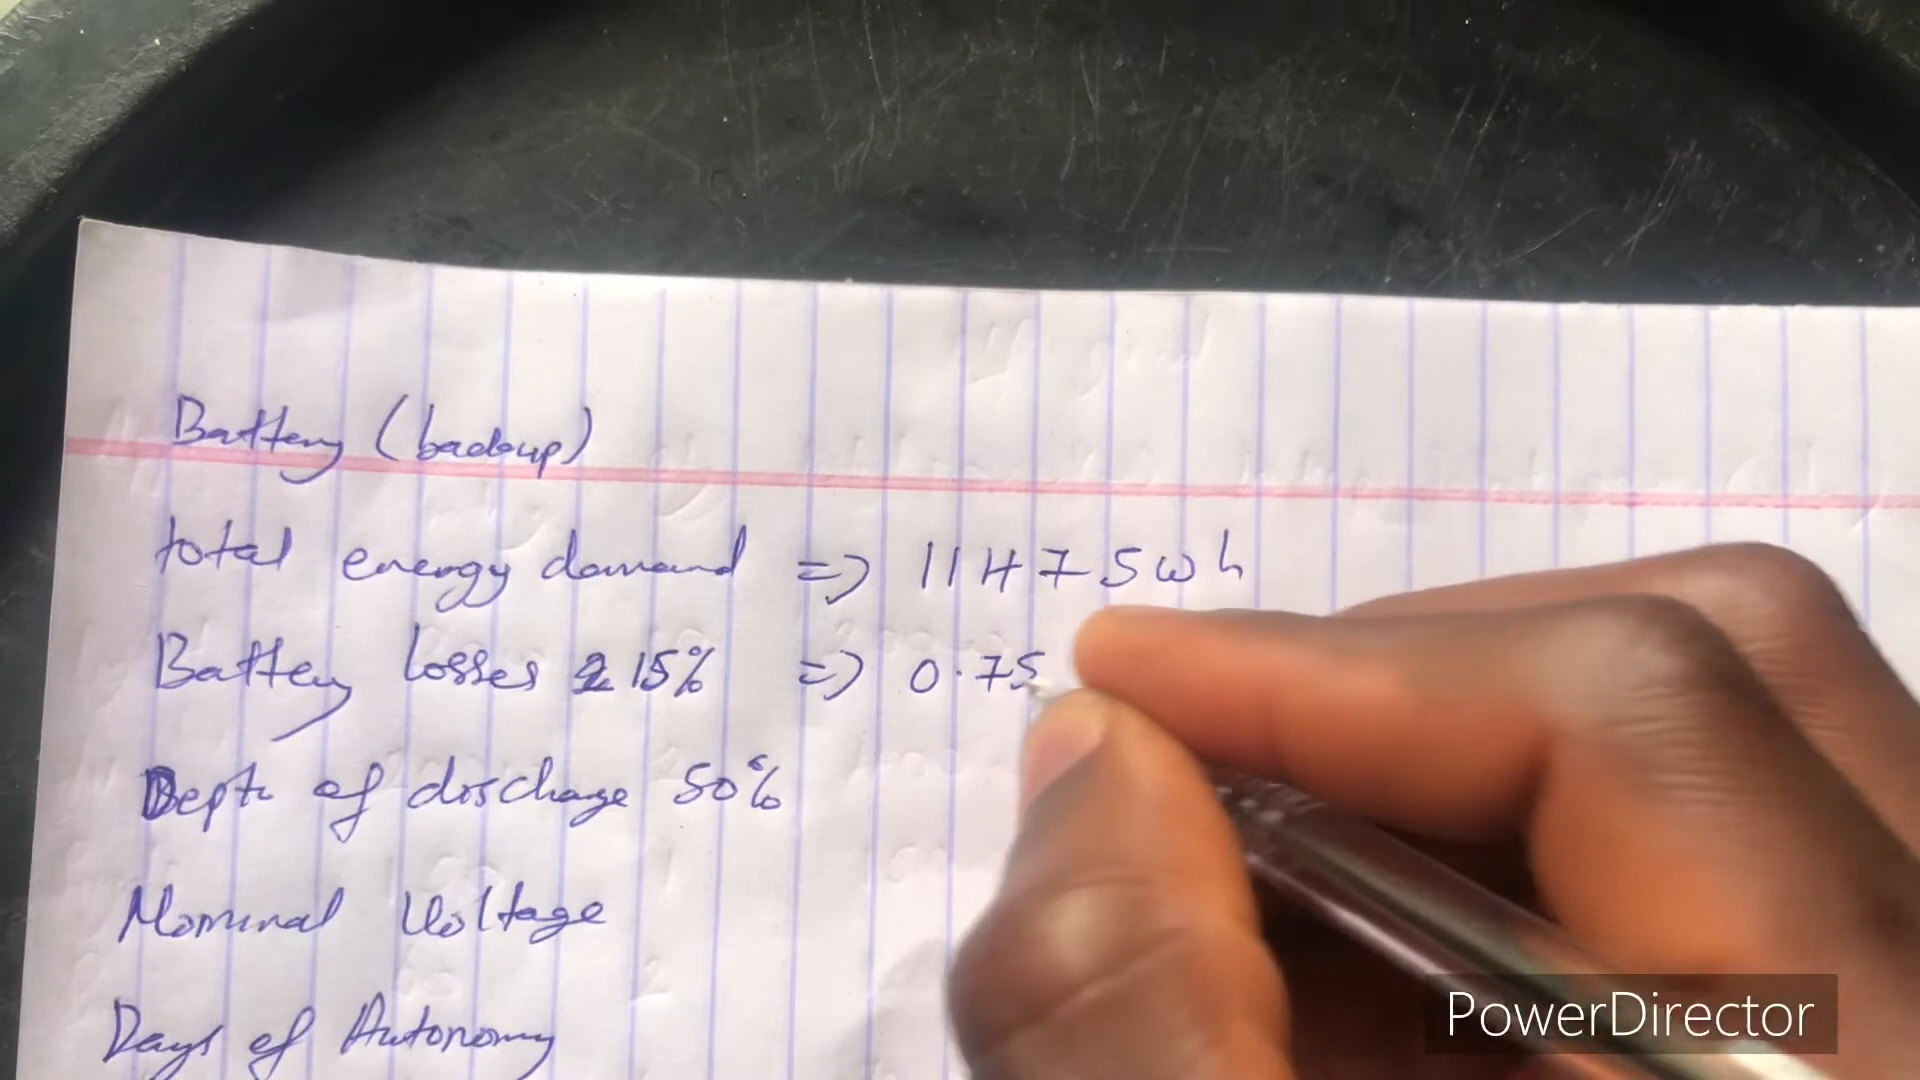 Battery (backup)
total energy demand => 11475wh
Battery losses 15% => 0.75
Depth of discharge 50%
Nominal Voltage
Days of Autonomy
PowerDirector